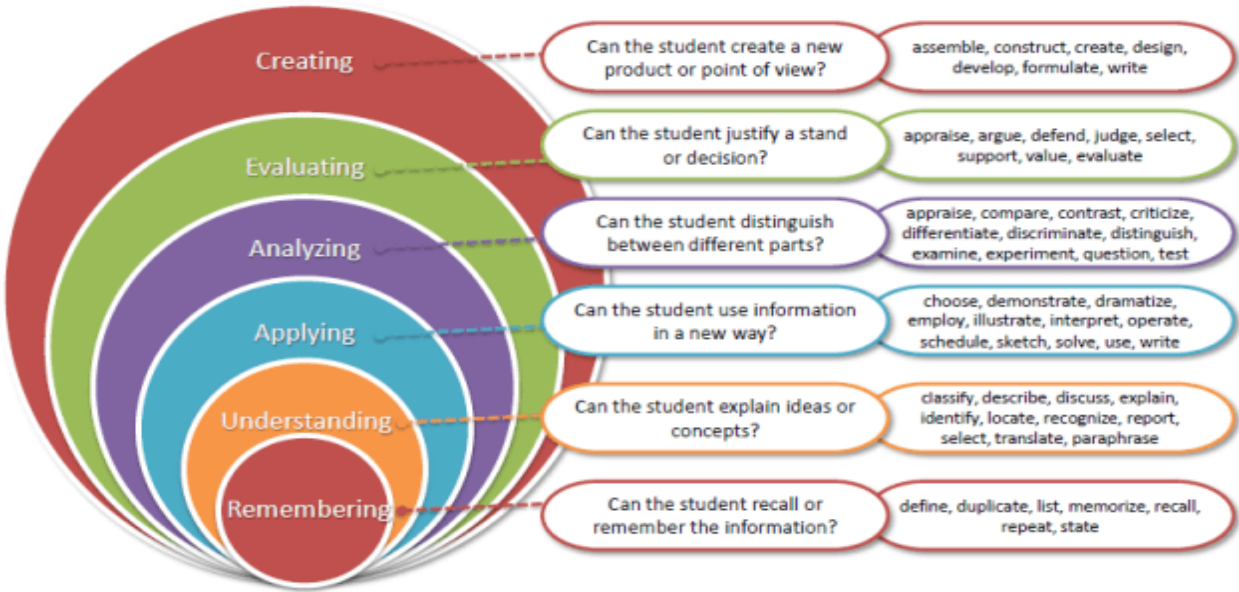 Creating
Can the student create a new
product or point of view?
assemble, construct, create, design,
develop, formulate, write
Evaluating
Can the student justify a stand
or decision?
appraise, argue, defend, judge, select,
support, value, evaluate
Analyzing
Can the student distinguish
between different parts?
appraise, compare, contrast, criticize,
differentiate, discriminate, distinguish,
examine, experiment, question, test
Applying
Can the student use information
in a new way?
choose, demonstrate, dramatize,
employ, illustrate, interpret, operate,
schedule, sketch, solve, use, write
Understanding
Can the student explain ideas or
concepts?
classify, describe, discuss, explain,
identify, locate, recognize, report,
select, translate, paraphrase
Remembering
Can the student recall or
remember the information?
define, duplicate, list, memorize, recall,
repeat, state